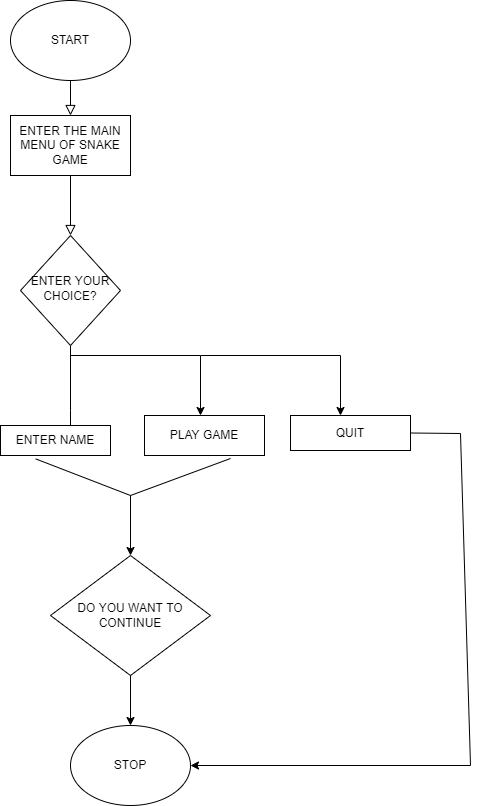 START
ENTER THE MAIN
MENU OF SNAKE
GAME
ENTER YOUR
CHOICE?
ENTER NAME
PLAY GAME
QUIT
DO YOU WANT TO
CONTINUE
STOP